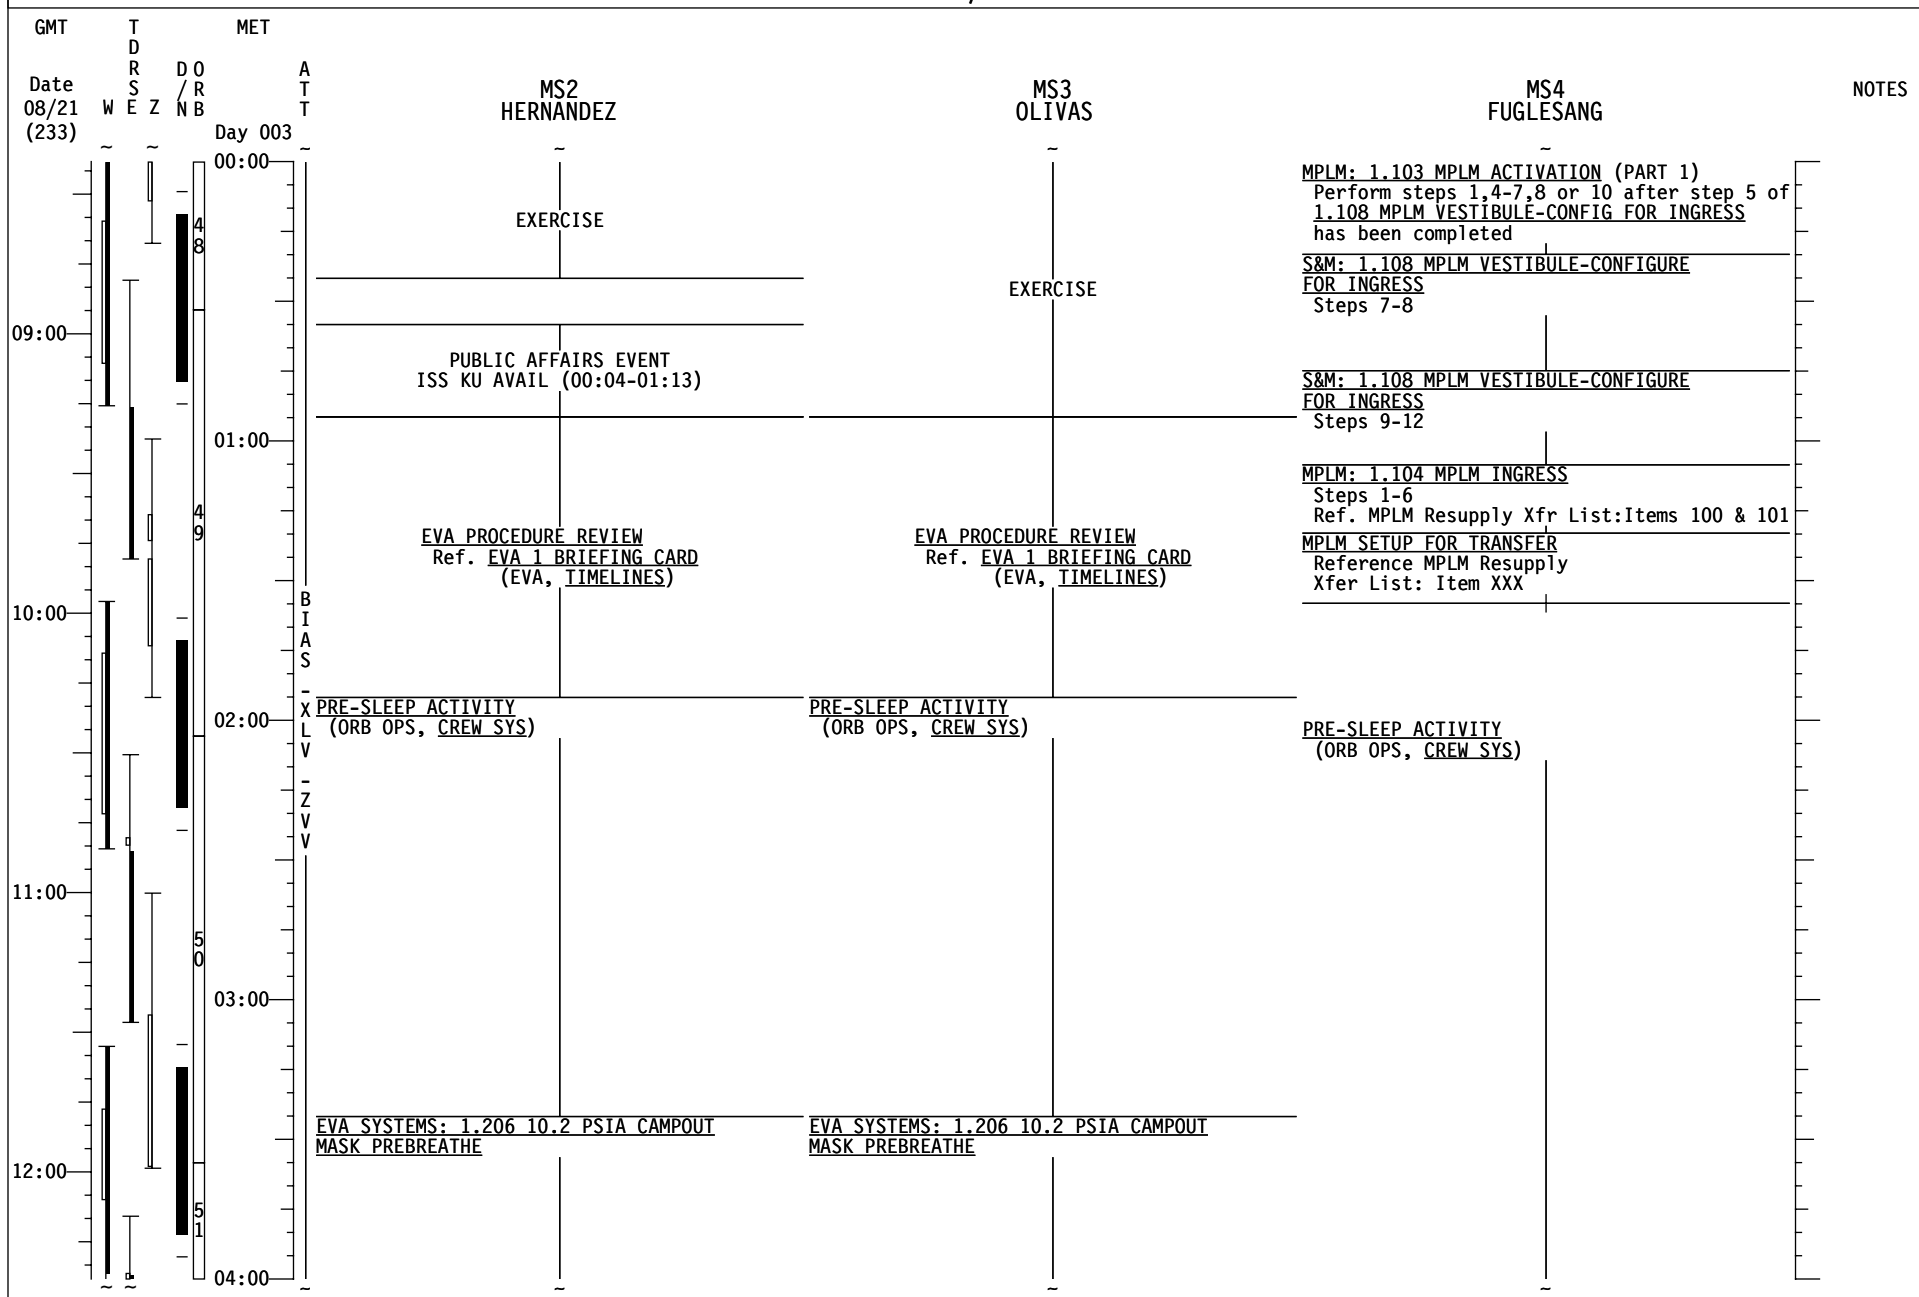 GMT
TDRS
MET
Date
08/21
(233)
W E Z
D/N
ORB
ATT
Day 003
MS2
HERNANDEZ
MS3
OLIVAS
MS4
FUGLESANG
NOTES
~ ~ ~ ~ ~ ~
09:00
10:00
11:00
12:00
48
49
50
51
00:00
01:00
02:00
03:00
04:00
BIAS -XLV -ZVV
EXERCISE
PUBLIC AFFAIRS EVENT
ISS KU AVAIL (00:04-01:13)
EVA PROCEDURE REVIEW
Ref. EVA 1 BRIEFING CARD
(EVA, TIMELINES)
PRE-SLEEP ACTIVITY
(ORB OPS, CREW SYS)
EVA SYSTEMS: 1.206 10.2 PSIA CAMPOUT
MASK PREBREATHE
EXERCISE
EVA PROCEDURE REVIEW
Ref. EVA 1 BRIEFING CARD
(EVA, TIMELINES)
PRE-SLEEP ACTIVITY
(ORB OPS, CREW SYS)
EVA SYSTEMS: 1.206 10.2 PSIA CAMPOUT
MASK PREBREATHE
MPLM: 1.103 MPLM ACTIVATION (PART 1)
Perform steps 1,4-7,8 or 10 after step 5 of
1.108 MPLM VESTIBULE-CONFIG FOR INGRESS
has been completed
S&M: 1.108 MPLM VESTIBULE-CONFIGURE
FOR INGRESS
Steps 7-8
S&M: 1.108 MPLM VESTIBULE-CONFIGURE
FOR INGRESS
Steps 9-12
MPLM: 1.104 MPLM INGRESS
Steps 1-6
Ref. MPLM Resupply Xfr List:Items 100 & 101
MPLM SETUP FOR TRANSFER
Reference MPLM Resupply
Xfer List: Item XXX
PRE-SLEEP ACTIVITY
(ORB OPS, CREW SYS)
~ ~ ~ ~ ~ ~